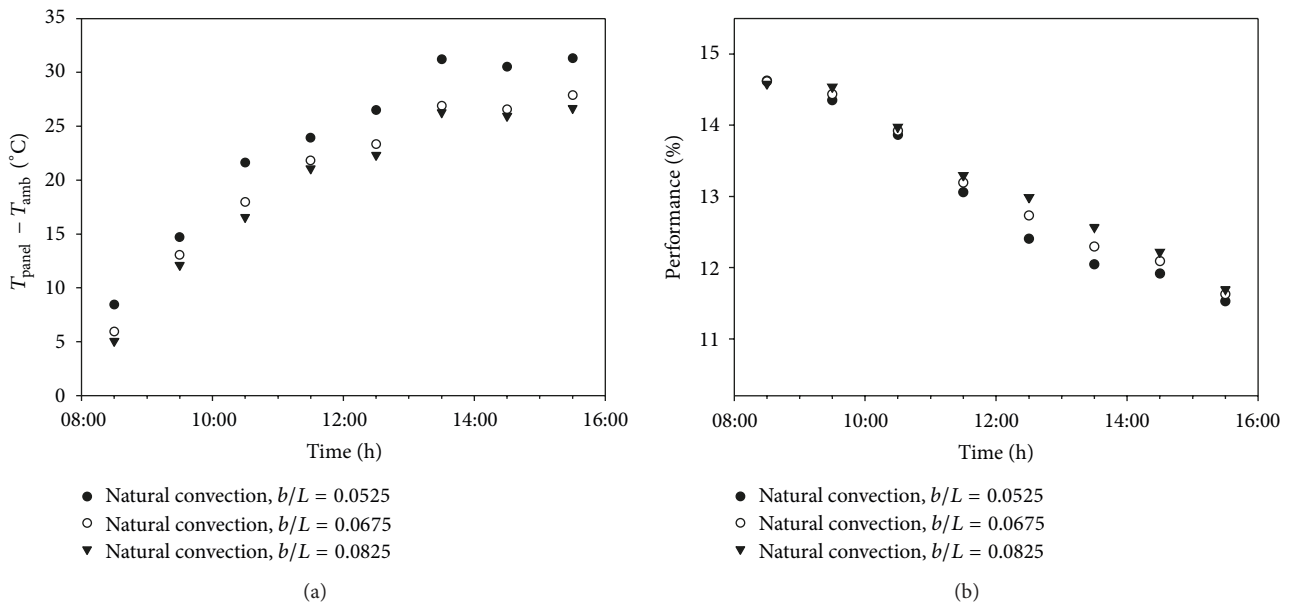 35
30
25
20
15
10
5
0
T_panel − T_amb (°C)
08:00 10:00 12:00 14:00 16:00
Time (h)
Natural convection, b/L = 0.0525
Natural convection, b/L = 0.0675
Natural convection, b/L = 0.0825
(a)
15
14
13
12
11
Performance (%)
08:00 10:00 12:00 14:00 16:00
Time (h)
Natural convection, b/L = 0.0525
Natural convection, b/L = 0.0675
Natural convection, b/L = 0.0825
(b)